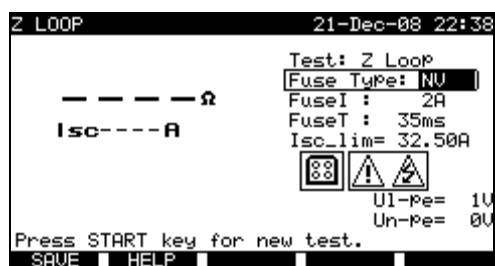 Z LOOP 21-Dec-08 22:38
Test: Z Loop
Fuse Type: NV
----Ω
FuseI : 2A
Isc----A
FuseT : 35ms
Isc_lim= 32.50A
Ul-pe= 1V
Un-pe= 0V
Press START key for new test.
SAVE HELP